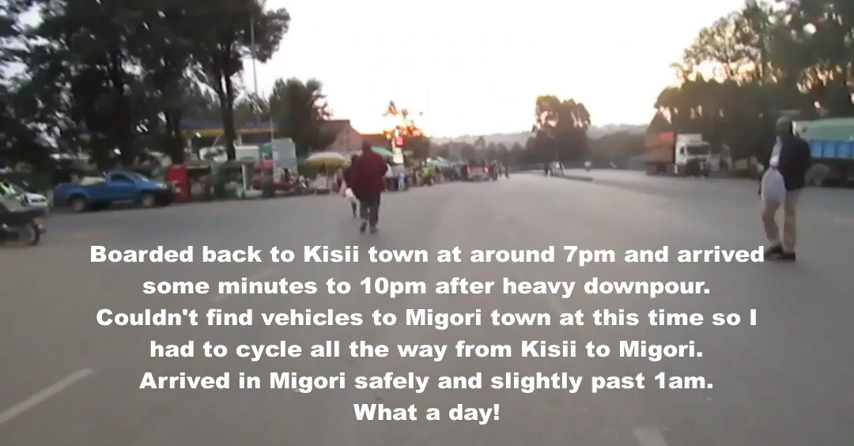 Boarded back to Kisii town at around 7pm and arrived
some minutes to 10pm after heavy downpour.
Couldn't find vehicles to Migori town at this time so I
had to cycle all the way from Kisii to Migori.
Arrived in Migori safely and slightly past 1am.
What a day!